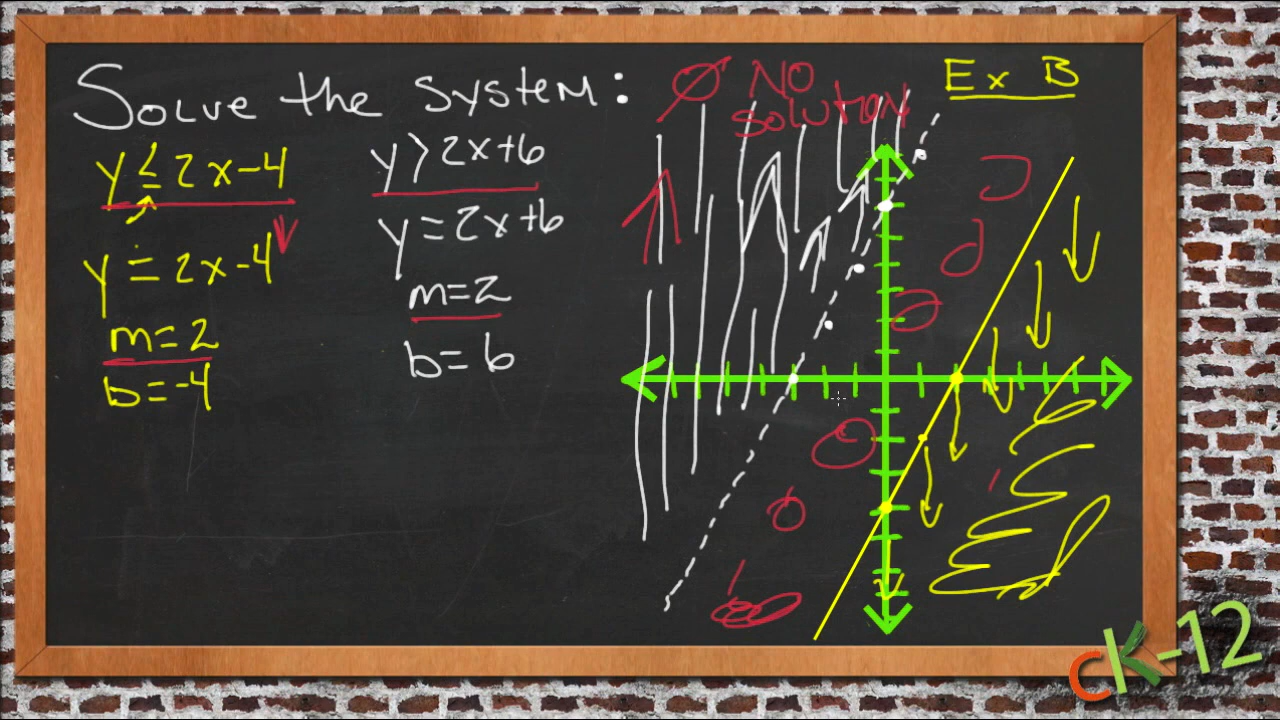 Solve the System:
y ≤ 2x-4
y = 2x-4
m=2
b=-4
y > 2x+6
y = 2x+6
m=2
b=6
Ø NO
SOLUTION
Ex B
CK-12